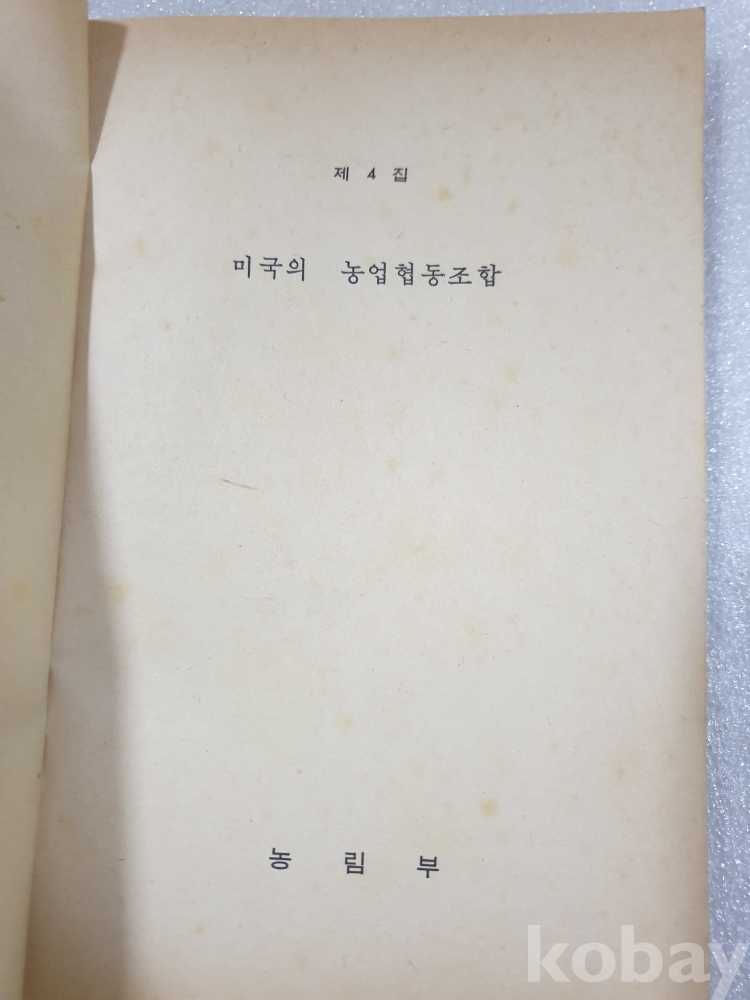 제 4 집
미국의 농업협동조합
농 림 부
kobay